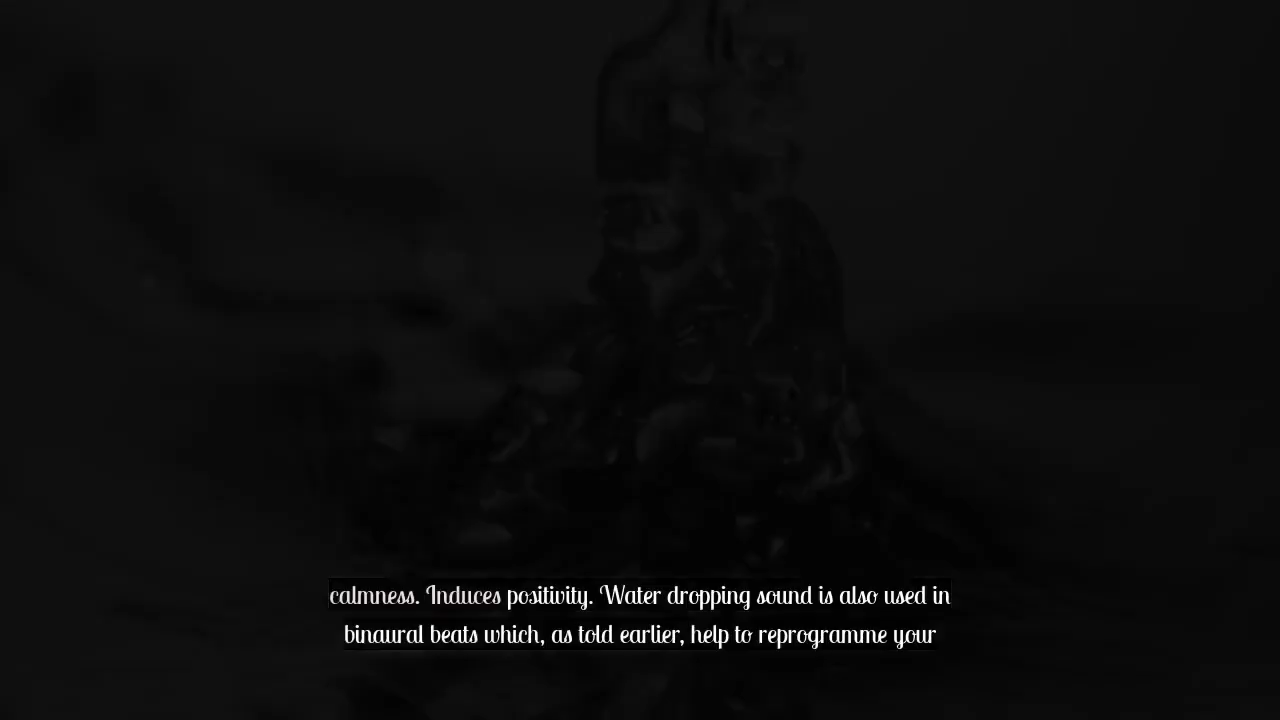 calmness. Induces positivity. Water dropping sound is also used in
binaural beats which, as told earlier, help to reprogramme your